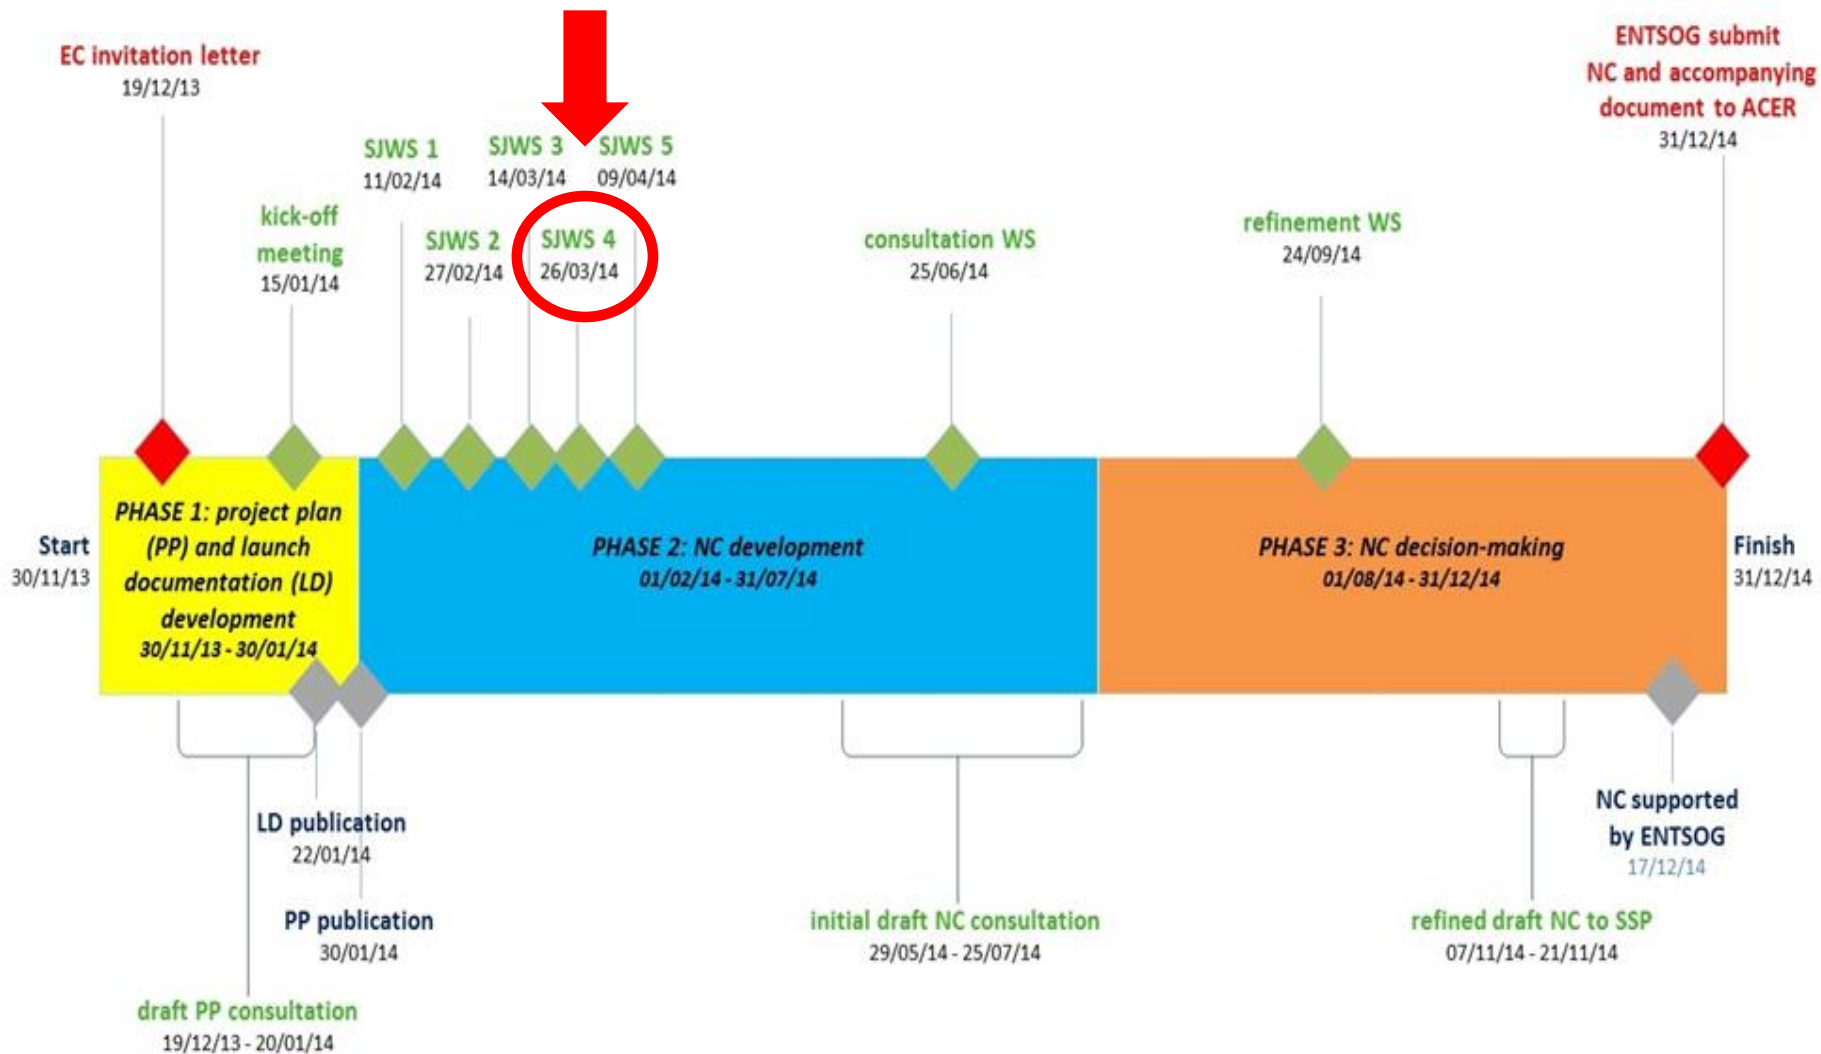 EC invitation letter
19/12/13
ENTSOG submit
NC and accompanying
document to ACER
31/12/14
SJWS 1
11/02/14
SJWS 3
14/03/14
SJWS 5
09/04/14
kick-off
meeting
15/01/14
SJWS 2
27/02/14
SJWS 4
26/03/14
consultation WS
25/06/14
refinement WS
24/09/14
Start
30/11/13
PHASE 1: project plan
(PP) and launch
documentation (LD)
development
30/11/13 - 30/01/14
PHASE 2: NC development
01/02/14 - 31/07/14
PHASE 3: NC decision-making
01/08/14 - 31/12/14
Finish
31/12/14
LD publication
22/01/14
PP publication
30/01/14
draft PP consultation
19/12/13 - 20/01/14
initial draft NC consultation
29/05/14 - 25/07/14
refined draft NC to SSP
07/11/14 - 21/11/14
NC supported
by ENTSOG
17/12/14